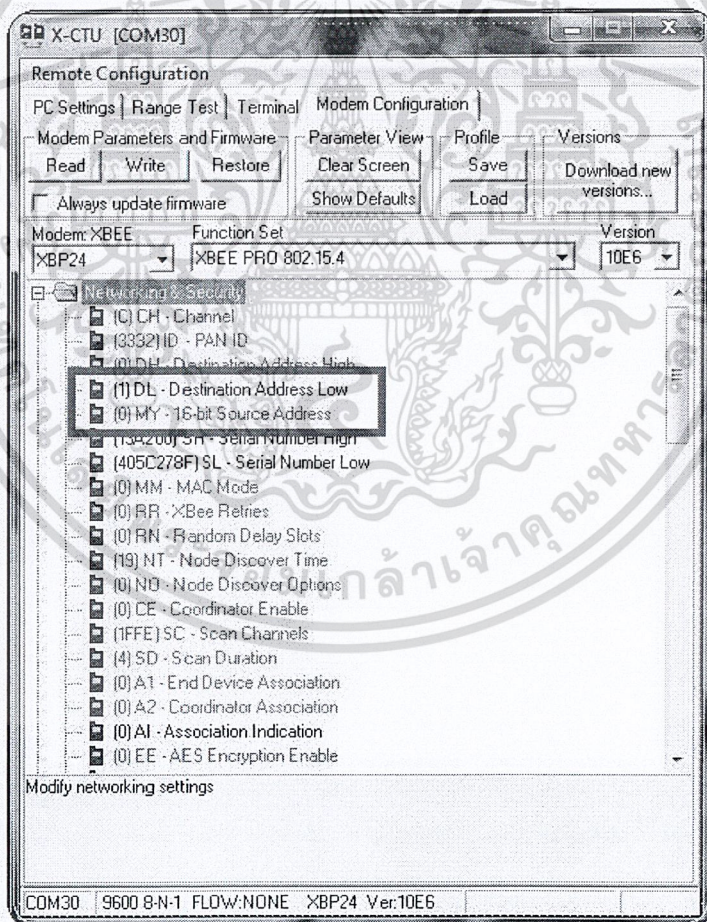 X-CTU [COM30]
Remote Configuration
PC Settings | Range Test | Terminal Modem Configuration
Modem Parameters and Firmware Parameter View Profile Versions
Read Write Restore Clear Screen Save Download new versions...
Always update firmware Show Defaults Load
Modem: XBEE Function Set Version
XBP24 XBEE PRO 802.15.4 10E6
Networking & Security
(C) CH - Channel
(3332) ID - PAN ID
(0) DH - Destination Address High
(1) DL - Destination Address Low
(0) MY - 16-bit Source Address
(13A200) SH - Serial Number High
(405C278F) SL - Serial Number Low
(0) MM - MAC Mode
(0) RR - XBee Retries
(0) RN - Random Delay Slots
(19) NT - Node Discover Time
(0) NO - Node Discover Options
(0) CE - Coordinator Enable
(1FFE) SC - Scan Channels
(4) SD - Scan Duration
(0) A1 - End Device Association
(0) A2 - Coordinator Association
(0) AI - Association Indication
(0) EE - AES Encryption Enable
Modify networking settings
COM30 9600 8-N-1 FLOW:NONE XBP24 Ver:10E6